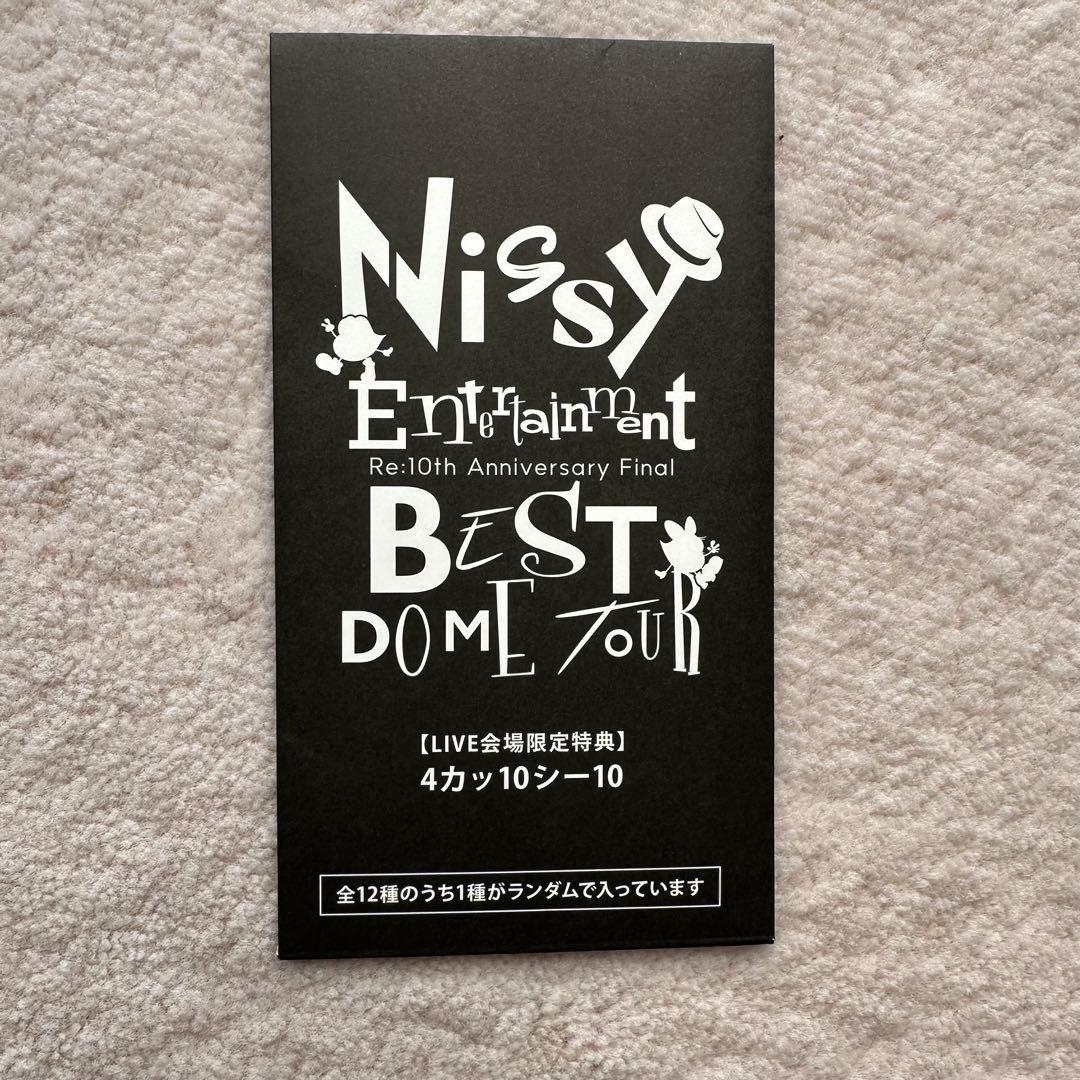 Nissy
Entertainment
Re:10th Anniversary Final
BEST
DOME TOUR
【LIVE会場限定特典】
4カッ10シー10
全12種のうち1種がランダムで入っています